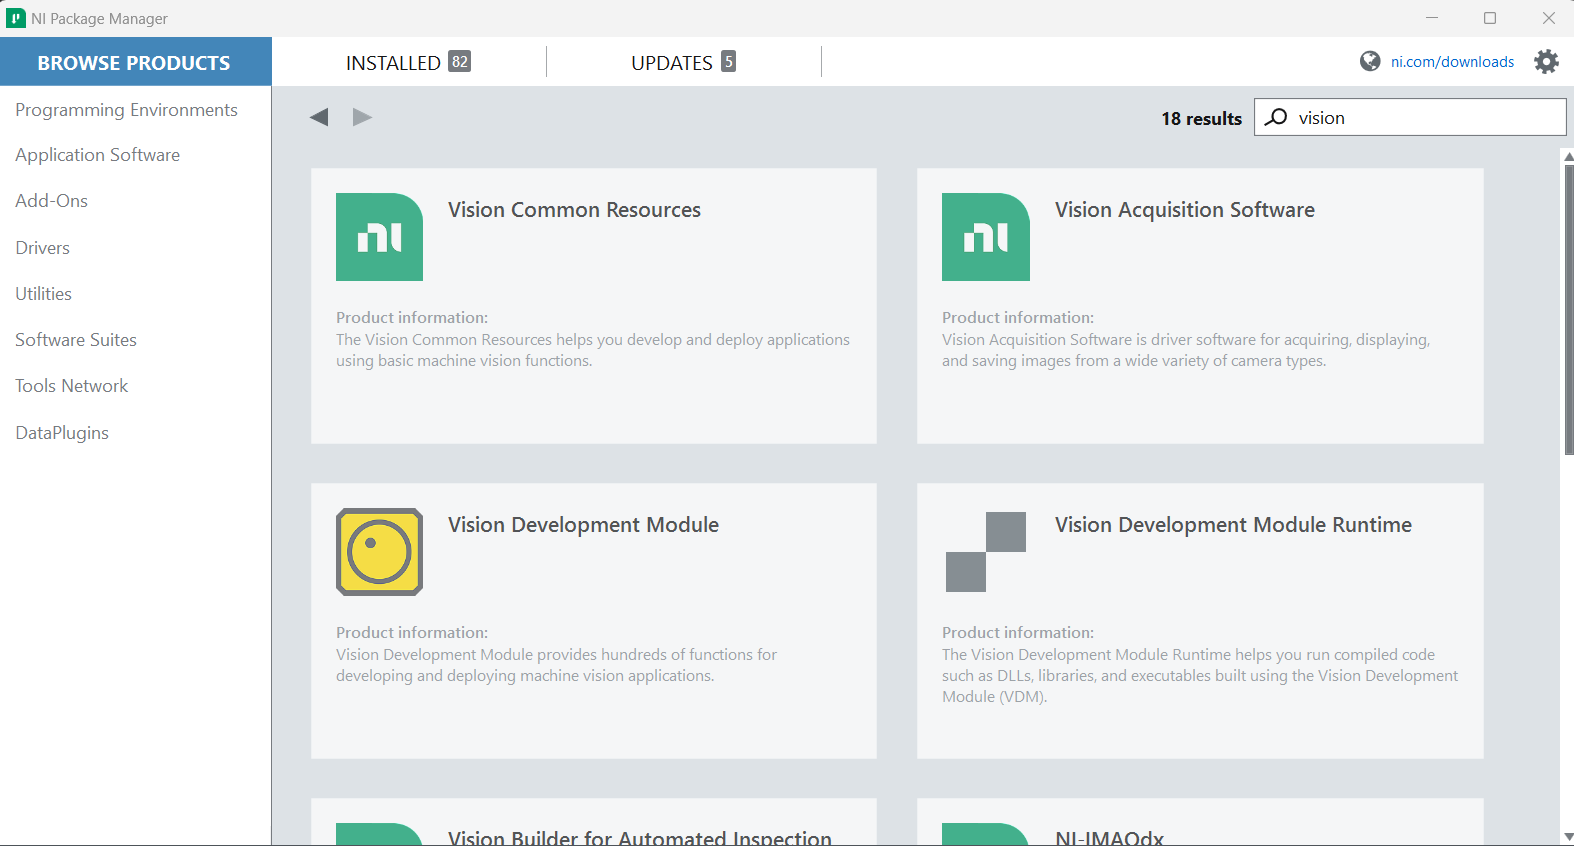 NI Package Manager
BROWSE PRODUCTS
INSTALLED 82
UPDATES 5
ni.com/downloads
Programming Environments
Application Software
Add-Ons
Drivers
Utilities
Software Suites
Tools Network
DataPlugins
18 results
vision
Vision Common Resources
Product information:
The Vision Common Resources helps you develop and deploy applications
using basic machine vision functions.
Vision Acquisition Software
Product information:
Vision Acquisition Software is driver software for acquiring, displaying,
and saving images from a wide variety of camera types.
Vision Development Module
Product information:
Vision Development Module provides hundreds of functions for
developing and deploying machine vision applications.
Vision Development Module Runtime
Product information:
The Vision Development Module Runtime helps you run compiled code
such as DLLs, libraries, and executables built using the Vision Development
Module (VDM).
Vision Builder for Automated Inspection
NI-IMAQdx